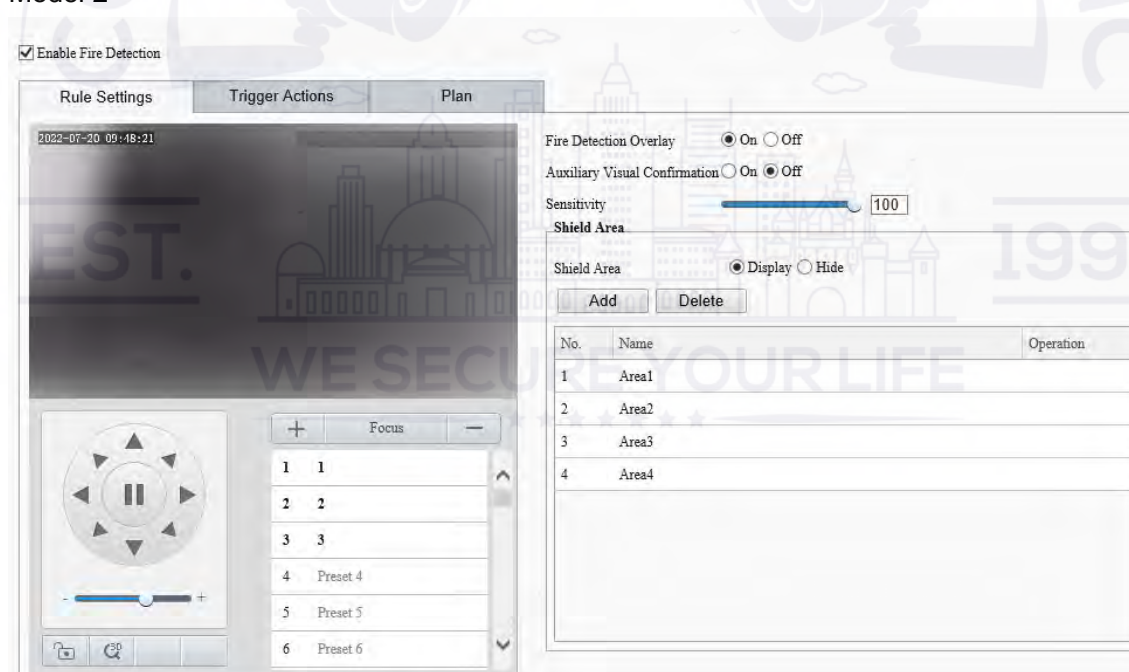 Model 2
Enable Fire Detection
Rule Settings Trigger Actions Plan
2022-07-20 09:48:21
Fire Detection Overlay On Off
Auxiliary Visual Confirmation On Off
Sensitivity 100
Shield Area
Shield Area Display Hide
Add Delete
No. Name Operation
1 Area1
2 Area2
3 Area3
4 Area4
+ Focus —
1 1
2 2
3 3
4 Preset 4
5 Preset 5
6 Preset 6
- +
3D
EST. 199
WE SECURE YOUR LIFE